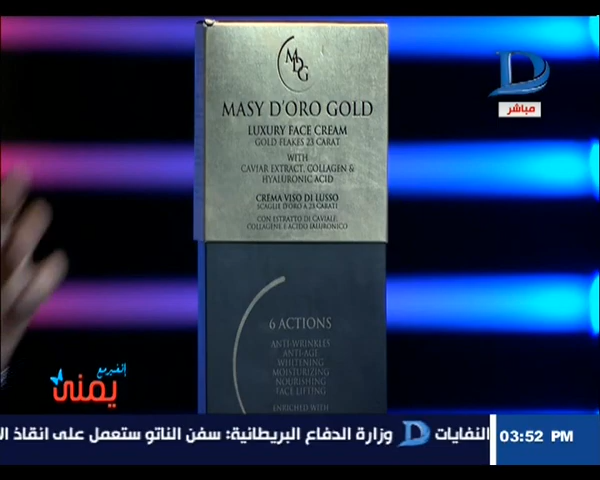 MDG
MASY D'ORO GOLD
LUXURY FACE CREAM
GOLD FLAKES 23 CARAT
WITH
CAVIAR EXTRACT, COLLAGEN &
HYALURONIC ACID
CREMA VISO DI LUSSO
SCAGLIE D'ORO A 23 CARATI
CON ESTRATTO DI CAVIALE,
COLLAGENE E ACIDO IALURONICO
6 ACTIONS
ANTI-WRINKLES
ANTI-AGE
WHITENING
MOISTURIZING
NOURISHING
FACE LIFTING
ENRICHED WITH
مباشر
إنفيريم
يمنى
النفايات
وزارة الدفاع البريطانية: سفن الناتو ستعمل على انقاذ الا
03:52 PM